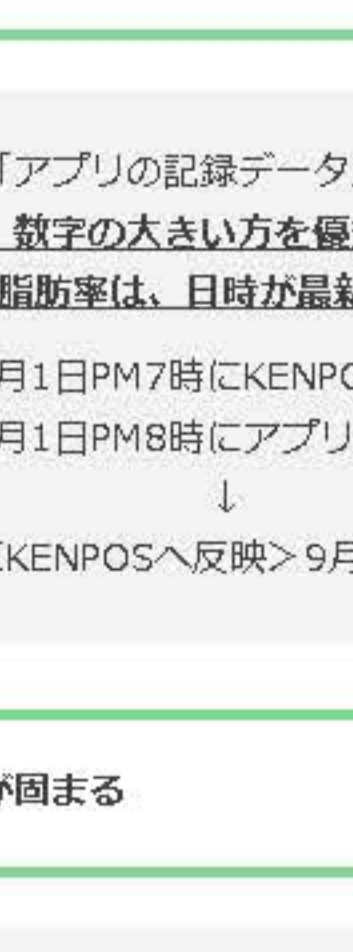 「アプリの記録データ
数字の大きい方を優
脂肪率は、日時が最新
月1日PM7時にKENPO
月1日PM8時にアプリ
↓
KENPOSへ反映＞9月
が固まる